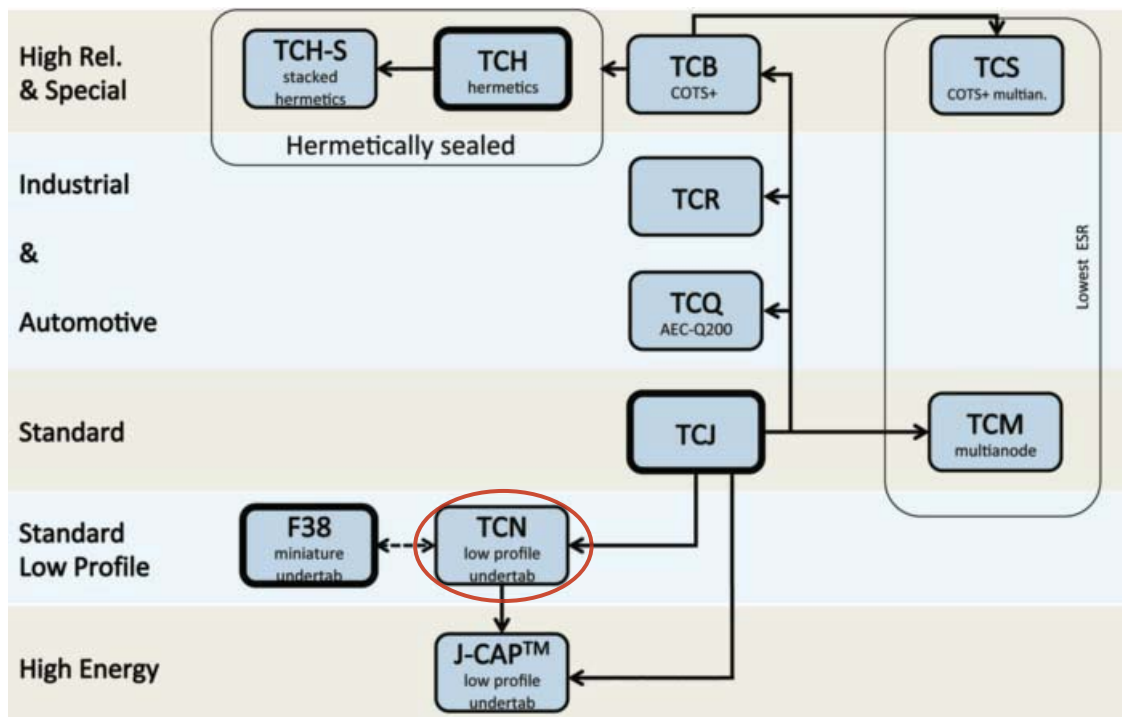 High Rel.
& Special
TCH-S
stacked
hermetics
TCH
hermetics
TCB
COTS+
TCS
COTS+ multian.
Hermetically sealed
Industrial
&
Automotive
TCR
TCQ
AEC-Q200
Lowest ESR
Standard
TCJ
TCM
multianode
Standard
Low Profile
F38
miniature
undertab
TCN
low profile
undertab
High Energy
J-CAP™
low profile
undertab